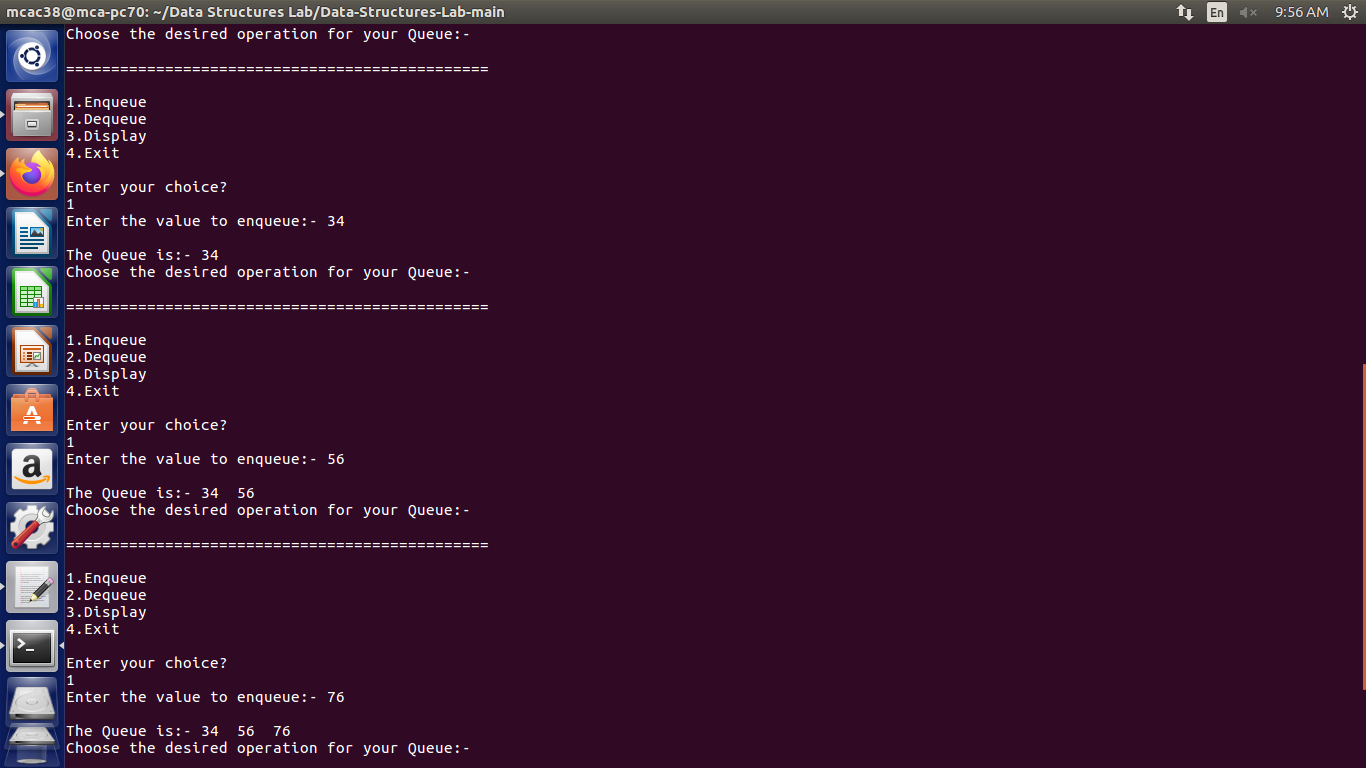 mcac38@mca-pc70: ~/Data Structures Lab/Data-Structures-Lab-main
En
9:56 AM
Choose the desired operation for your Queue:-
===============================================
1.Enqueue
2.Dequeue
3.Display
4.Exit
Enter your choice?
1
Enter the value to enqueue:- 34
The Queue is:- 34
Choose the desired operation for your Queue:-
===============================================
1.Enqueue
2.Dequeue
3.Display
4.Exit
Enter your choice?
1
Enter the value to enqueue:- 56
The Queue is:- 34  56
Choose the desired operation for your Queue:-
===============================================
1.Enqueue
2.Dequeue
3.Display
4.Exit
Enter your choice?
1
Enter the value to enqueue:- 76
The Queue is:- 34  56  76
Choose the desired operation for your Queue:-